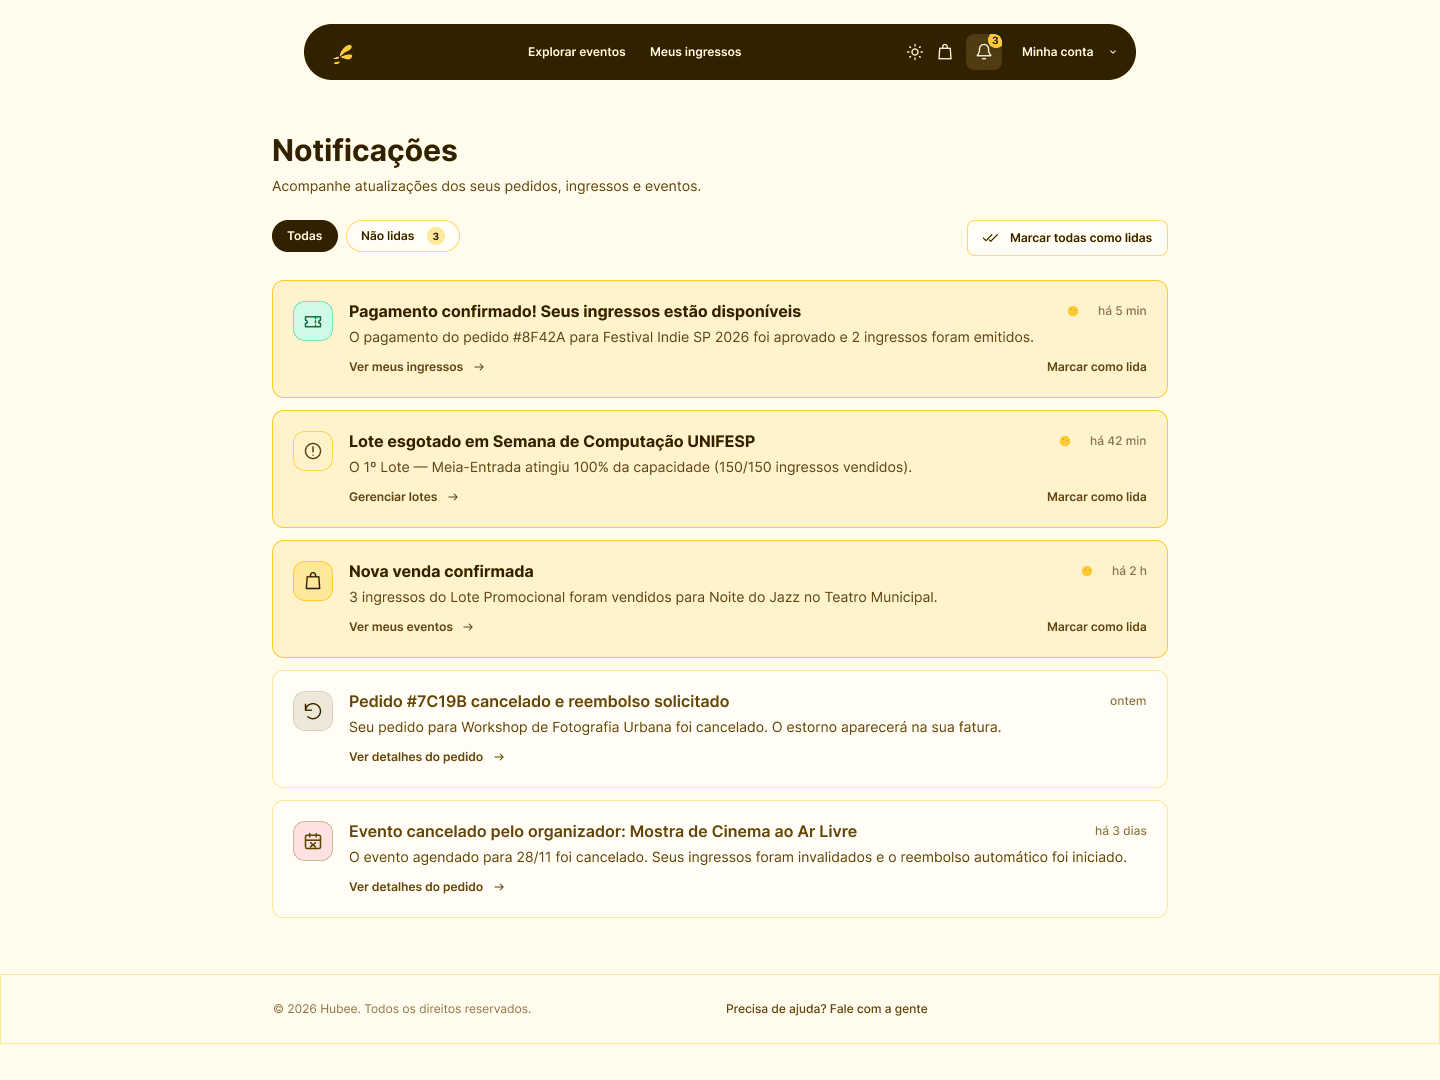 Explorar eventos
Meus ingressos
3
Minha conta
Notificações
Acompanhe atualizações dos seus pedidos, ingressos e eventos.
Todas
Não lidas 3
Marcar todas como lidas
Pagamento confirmado! Seus ingressos estão disponíveis
há 5 min
O pagamento do pedido #8F42A para Festival Indie SP 2026 foi aprovado e 2 ingressos foram emitidos.
Ver meus ingressos →
Marcar como lida
Lote esgotado em Semana de Computação UNIFESP
há 42 min
O 1º Lote — Meia-Entrada atingiu 100% da capacidade (150/150 ingressos vendidos).
Gerenciar lotes →
Marcar como lida
Nova venda confirmada
há 2 h
3 ingressos do Lote Promocional foram vendidos para Noite do Jazz no Teatro Municipal.
Ver meus eventos →
Marcar como lida
Pedido #7C19B cancelado e reembolso solicitado
ontem
Seu pedido para Workshop de Fotografia Urbana foi cancelado. O estorno aparecerá na sua fatura.
Ver detalhes do pedido →
Evento cancelado pelo organizador: Mostra de Cinema ao Ar Livre
há 3 dias
O evento agendado para 28/11 foi cancelado. Seus ingressos foram invalidados e o reembolso automático foi iniciado.
Ver detalhes do pedido →
© 2026 Hubee. Todos os direitos reservados.
Precisa de ajuda? Fale com a gente